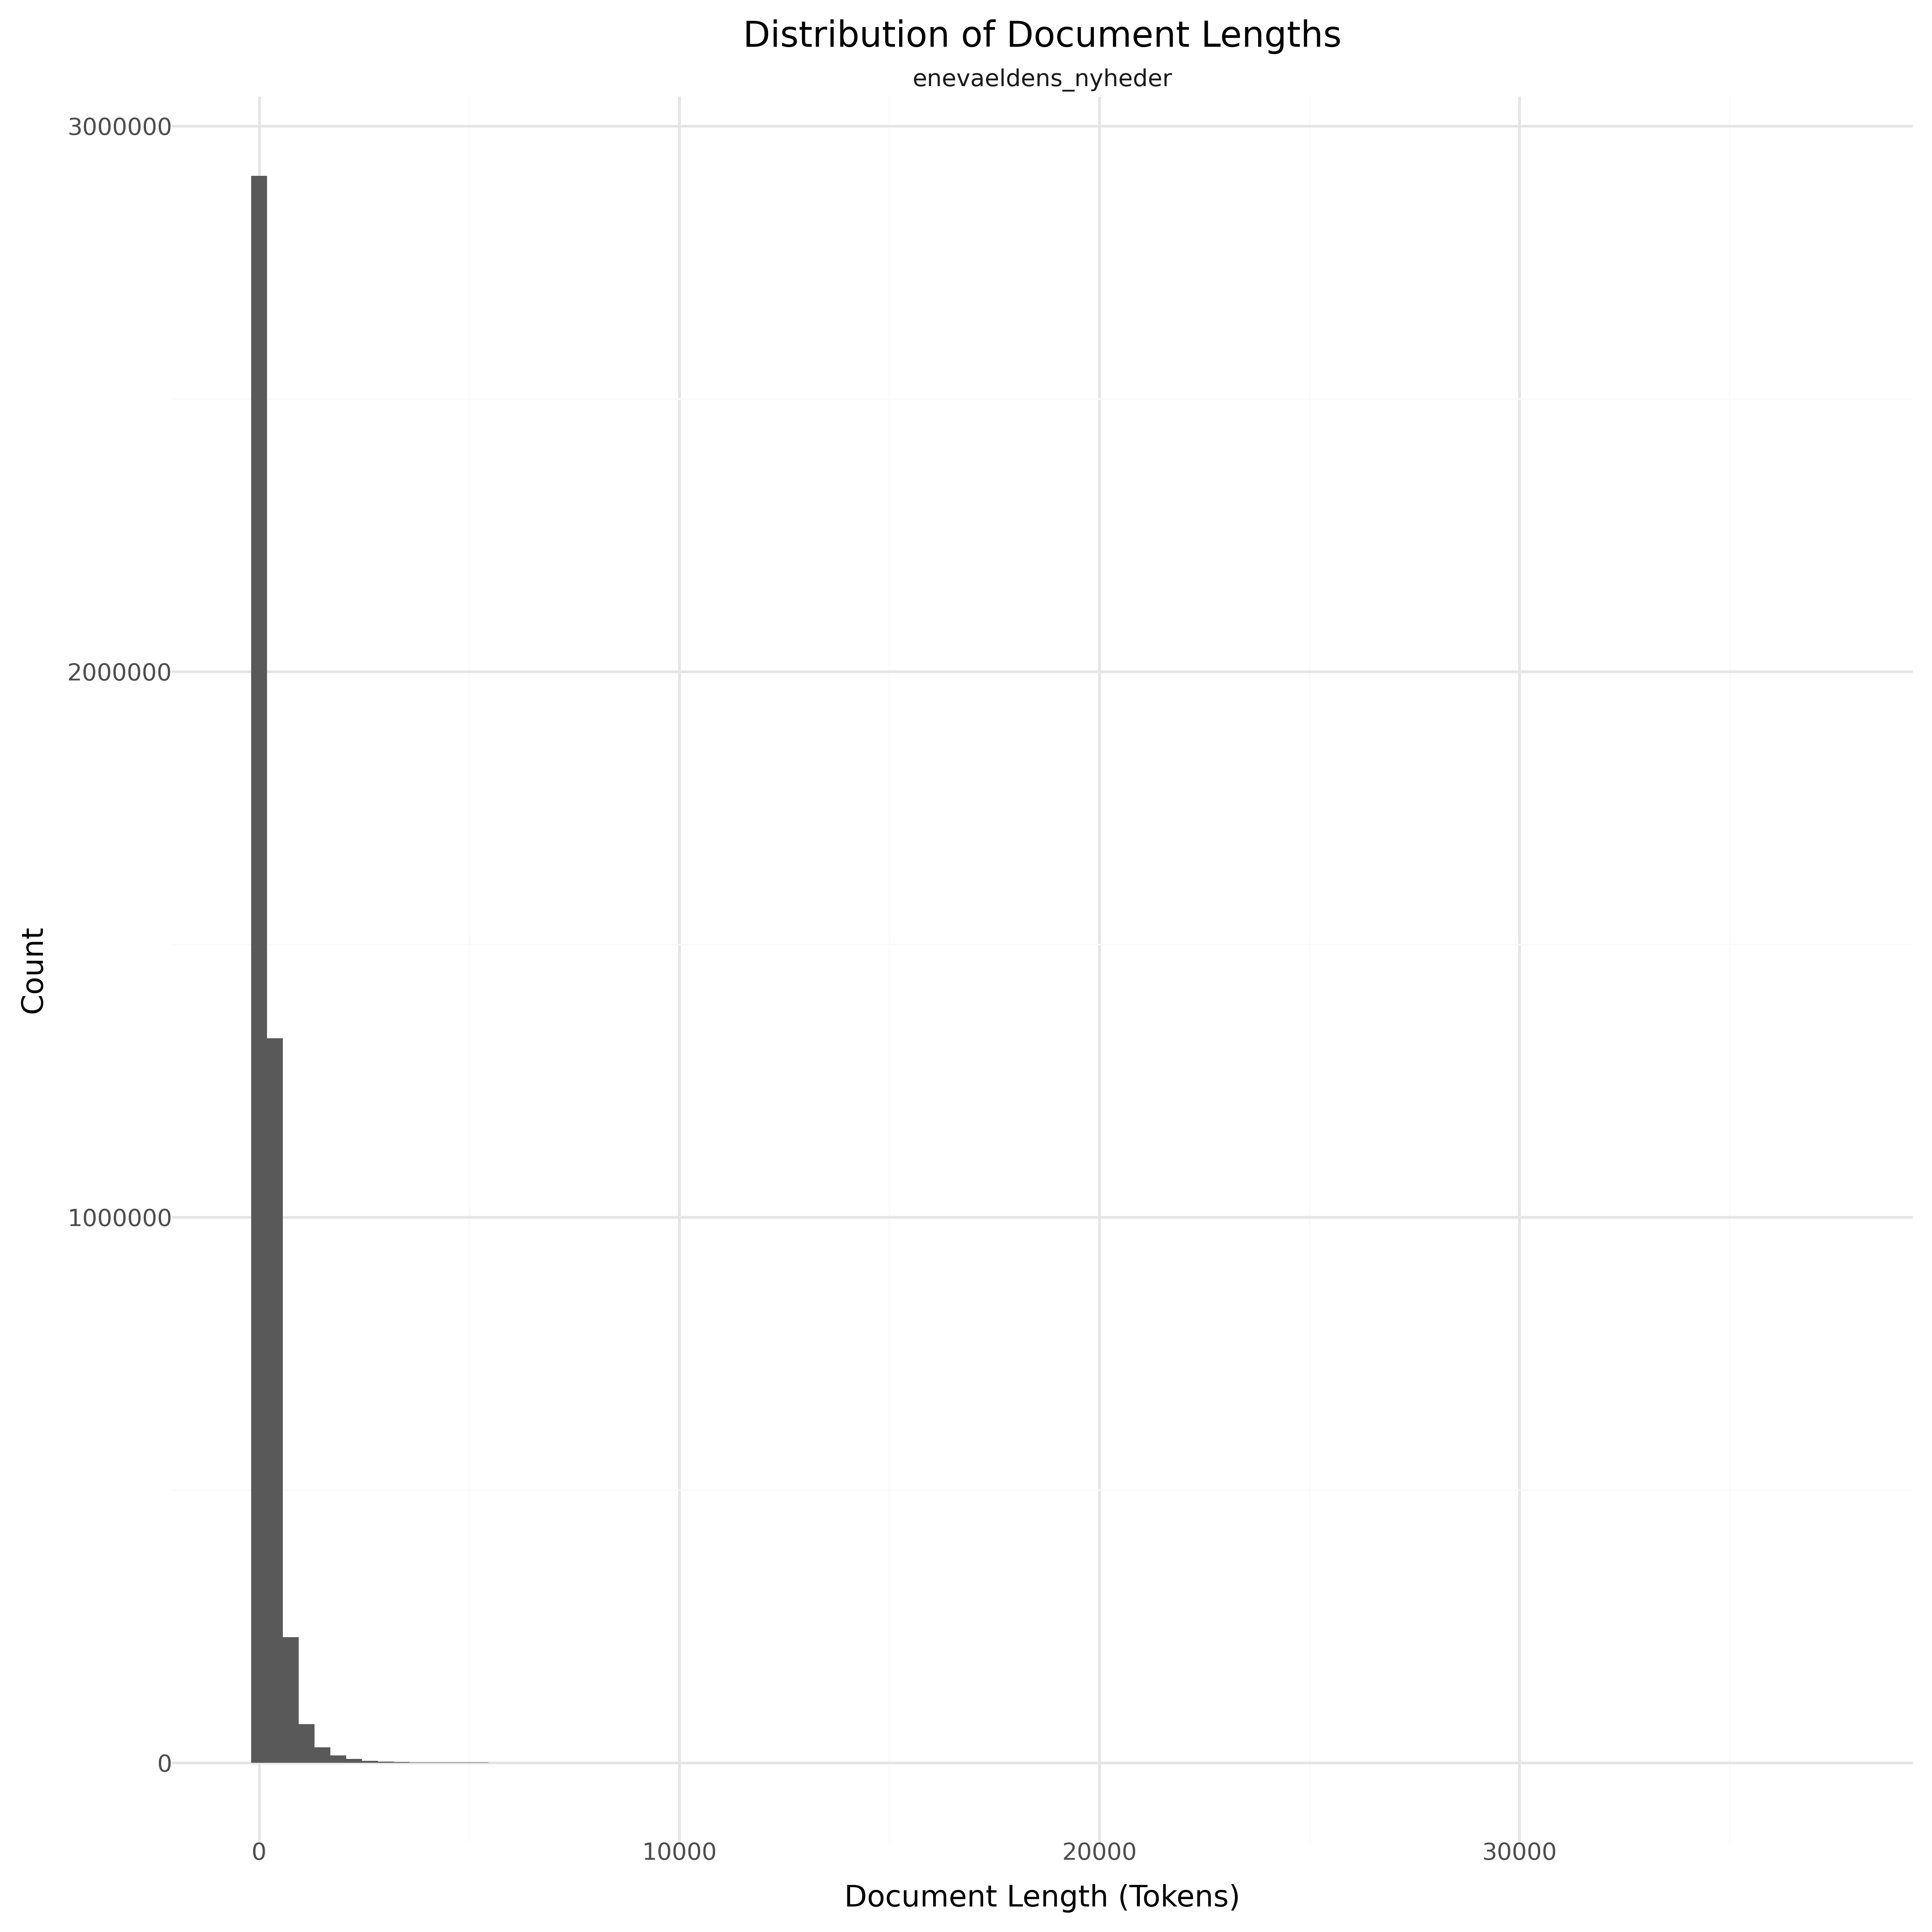 Distribution of Document Lengths
enevaeldens_nyheder
3000000
2000000
1000000
0
Count
0 10000 20000 30000
Document Length (Tokens)